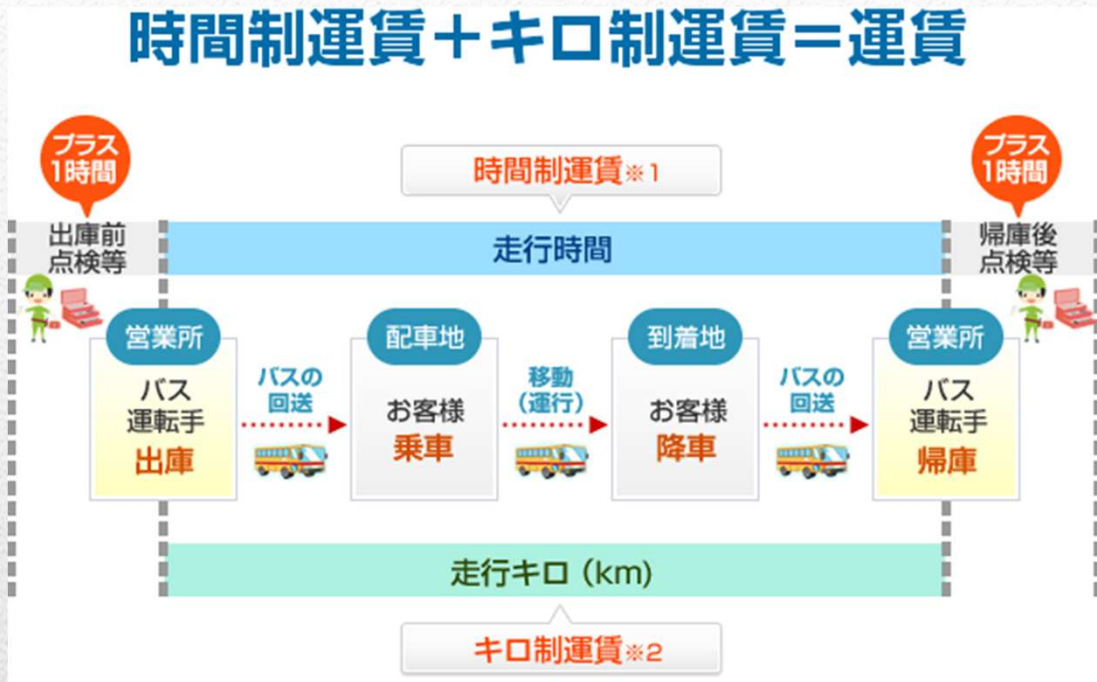 時間制運賃＋キロ制運賃＝運賃
プラス
1時間
プラス
1時間
時間制運賃※1
出庫前
点検等
走行時間
帰庫後
点検等
営業所
バス
運転手
出庫
バスの
回送
配車地
お客様
乗車
移動
（運行）
到着地
お客様
降車
バスの
回送
営業所
バス
運転手
帰庫
走行キロ（km)
キロ制運賃※2